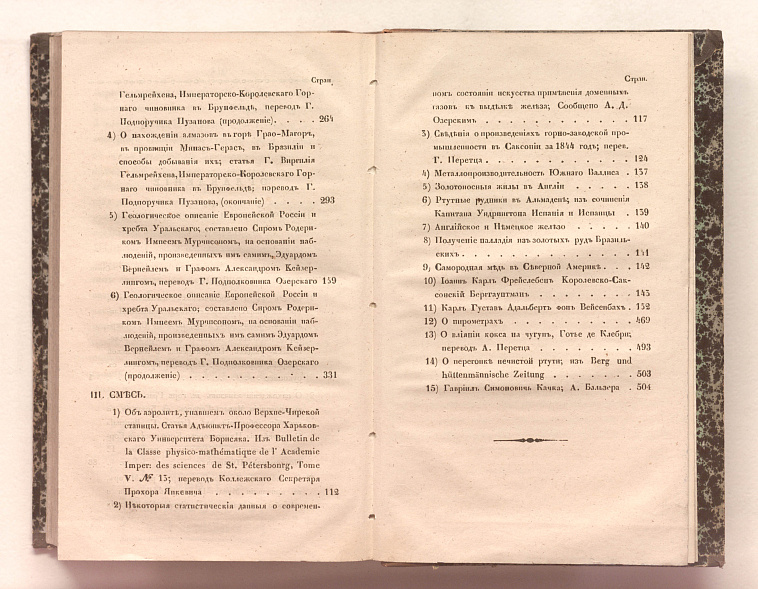 Стран.
Гельмрейхена, Императорско-Королевскаго Гор-
наго чиновника въ Брунфельдѣ, переводъ Г.
Подпоручика Пузанова (продолженіе). . . . 264
4) О нахожденіи алмазовъ въ горѣ Грао-Магоръ,
въ провинціи Минасъ-Герасъ, въ Бразиліи и
способы добыванія ихъ; статья Г. Виргилія
Гельмрейхена, Императорско-Королевскаго Гор-
наго чиновника въ Брунфельдѣ; переводъ Г.
Подпоручика Пузанова, (окончаніе) . . . . 293
5) Геологическое описаніе Европейской Россіи и
хребта Уральскаго; составлено Сиромъ Родери-
комъ Импеемъ Мурчисономъ, на основаніи наб-
люденій, произведенныхъ имъ самимъ, Эдуардомъ
Вернейлемъ и Графомъ Александромъ Кейзер-
лингомъ, переводъ Г. Подполковника Озерскаго 159
6) Геологическое описаніе Европейской Россіи и
хребта Уральскаго; составлено Сиромъ Родери-
комъ Импеемъ Мурчисономъ, на основаніи наб-
люденій, произведенныхъ имъ самимъ Эдуардомъ
Вернейлемъ и Графомъ Александромъ Кейзер-
лингомъ, переводъ Г. Подполковника Озерскаго
(продолженіе) . . . . . . . . . . 331
III. СМѢСЬ.
1) Объ аэролитѣ, упавшемъ около Верхне-Чирской
станицы. Статья Адъюнктъ-Профессора Харьков-
скаго Университета Борисяка. Изъ Bulletin de
la Classe physico-mathématique de l' Academie
Imper: des sciences de St. Pétersbourg, Tome
V. № 15; переводъ Коллежскаго Секретаря
Прохора Янкевича . . . . . . . . 112
2) Нѣкоторыя статистическія данныя о современ-
Стран.
номъ состояніи искусства примѣненія доменныхъ
газовъ къ выдѣлкѣ желѣза; Сообщено А. Д.
Озерскимъ . . . . . . . . . . . 117
3) Свѣдѣнія о произведеніяхъ горно-заводской про-
мышленности въ Саксоніи за 1844 годъ; перев.
Г. Перетца . . . . . . . . . . . 124
4) Металлопроизводительность Южнаго Валлиса . 137
5) Золотоносныя жилы въ Англіи . . . . . 138
6) Ртутные рудники въ Альмаденѣ; изъ сочиненія
Капитана Уидрингтона Испанія и Испанцы . 139
7) Англійское и Нѣмецкое желѣзо . . . . . 140
8) Полученіе палладія изъ золотыхъ рудъ Бразиль-
скихъ . . . . . . . . . . . . . 141
9) Самородная мѣдь въ Сѣверной Америкѣ . . . 142
10) Іоаннъ Карлъ Фрейслебенъ Королевско-Сак-
сонскій Бергауптманъ . . . . . . . . 143
11) Карлъ Густавъ Адальбертъ фонъ Вейсенбахъ . 152
12) О пирометрахъ . . . . . . . . . . 469
13) О вліяніи кокса на чугунъ, Готье де Клебри;
переводъ А. Перетца . . . . . . . . 493
14) О перегонкѣ нечистой ртути; изъ Berg und
hüttenmännische Zeitung . . . . . . . 503
15) Гавріилъ Симоновичь Качка; А. Бальзера . 504